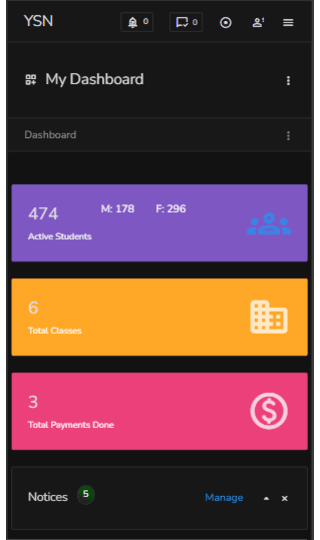 YSN 0 0 1
My Dashboard
Dashboard
474 M: 178 F: 296
Active Students
6
Total Classes
3
Total Payments Done
Notices 5 Manage